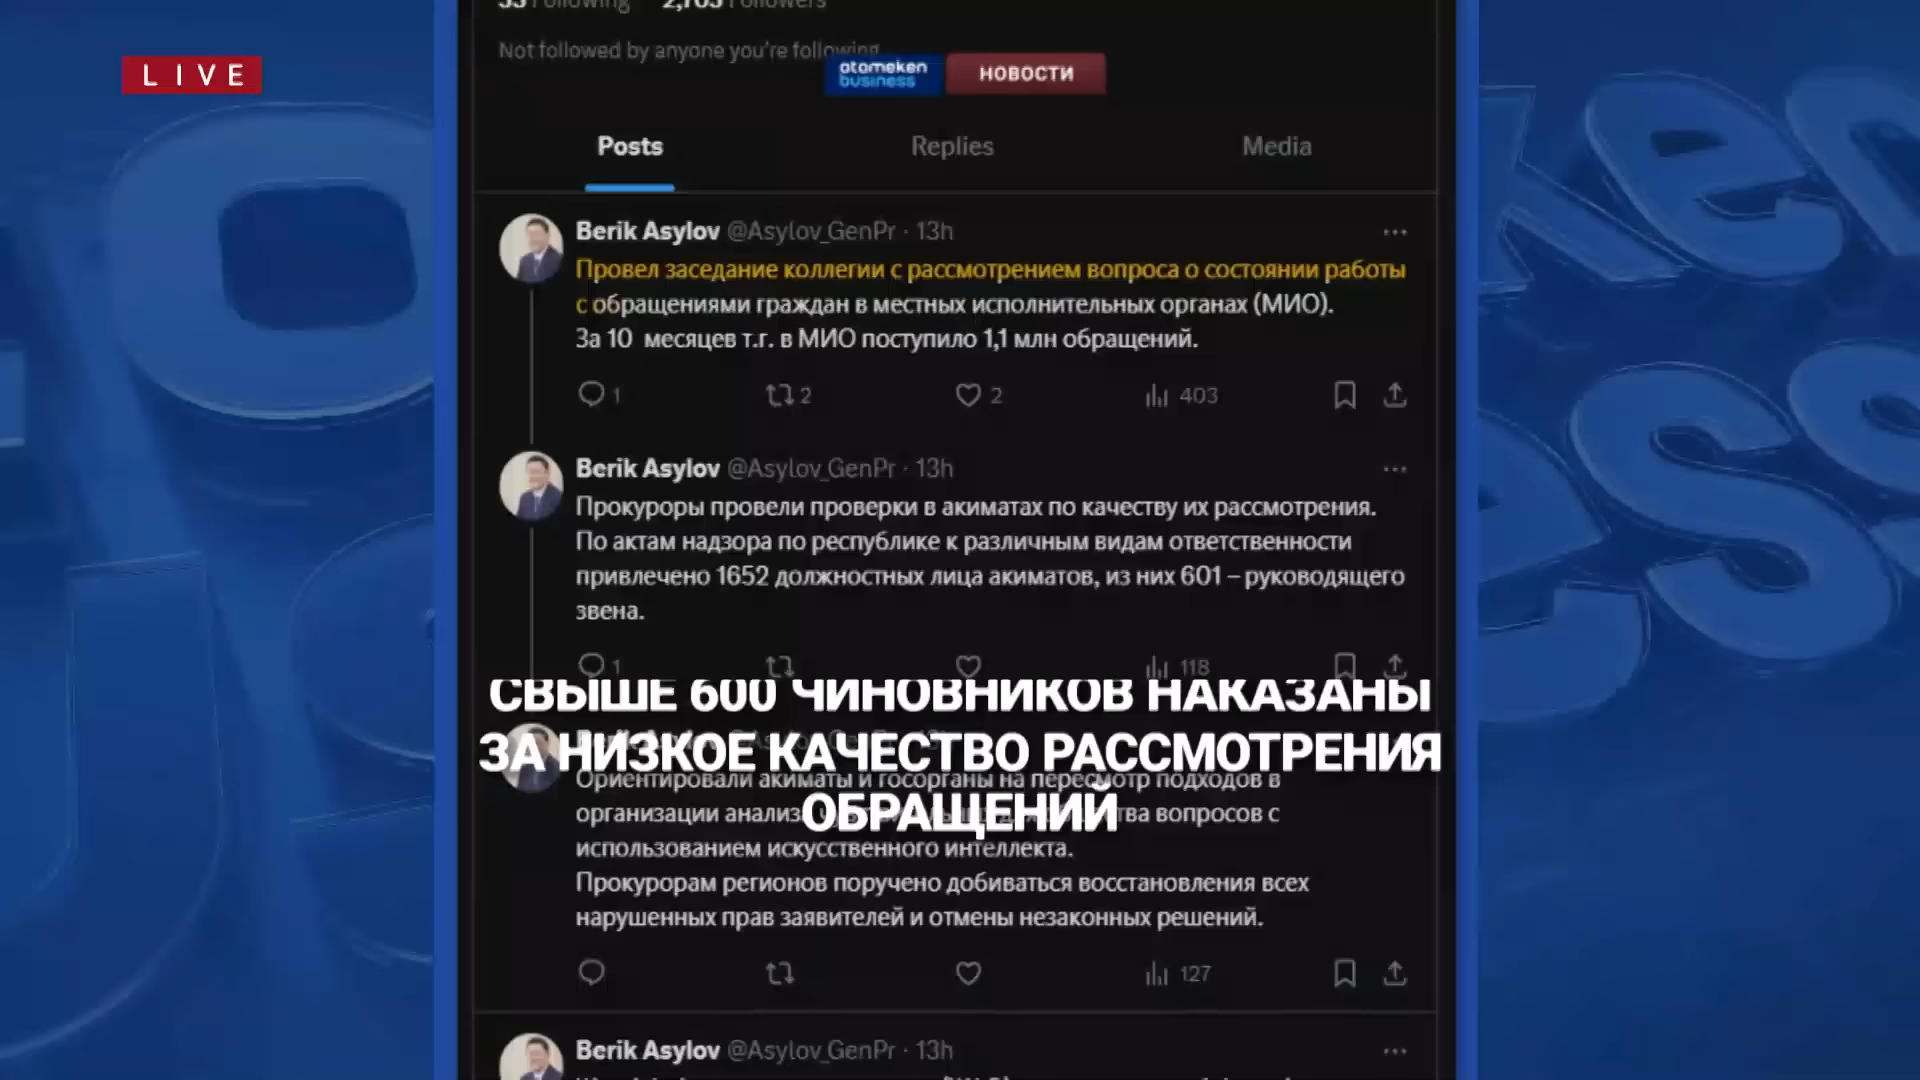 33 Following 2,703 Followers
Not followed by anyone you're following
LIVE
atameken
business
НОВОСТИ
Posts Replies Media
Berik Asylov @Asylov_GenPr · 13h
Провел заседание коллегии с рассмотрением вопроса о состоянии работы
с обращениями граждан в местных исполнительных органах (МИО).
За 10 месяцев т.г. в МИО поступило 1,1 млн обращений.
1 2 2 403
Berik Asylov @Asylov_GenPr · 13h
Прокуроры провели проверки в акиматах по качеству их рассмотрения.
По актам надзора по республике к различным видам ответственности
привлечено 1652 должностных лица акиматов, из них 601 – руководящего
звена.
1 118
СВЫШЕ 600 ЧИНОВНИКОВ НАКАЗАНЫ
ЗА НИЗКОЕ КАЧЕСТВО РАССМОТРЕНИЯ
ОБРАЩЕНИЙ
Ориентировали акиматы и госорганы на пересмотр подходов в
организации вопросов с
использованием искусственного интеллекта.
Прокурорам регионов поручено добиваться восстановления всех
нарушенных прав заявителей и отмены незаконных решений.
127
Berik Asylov @Asylov_GenPr · 13h